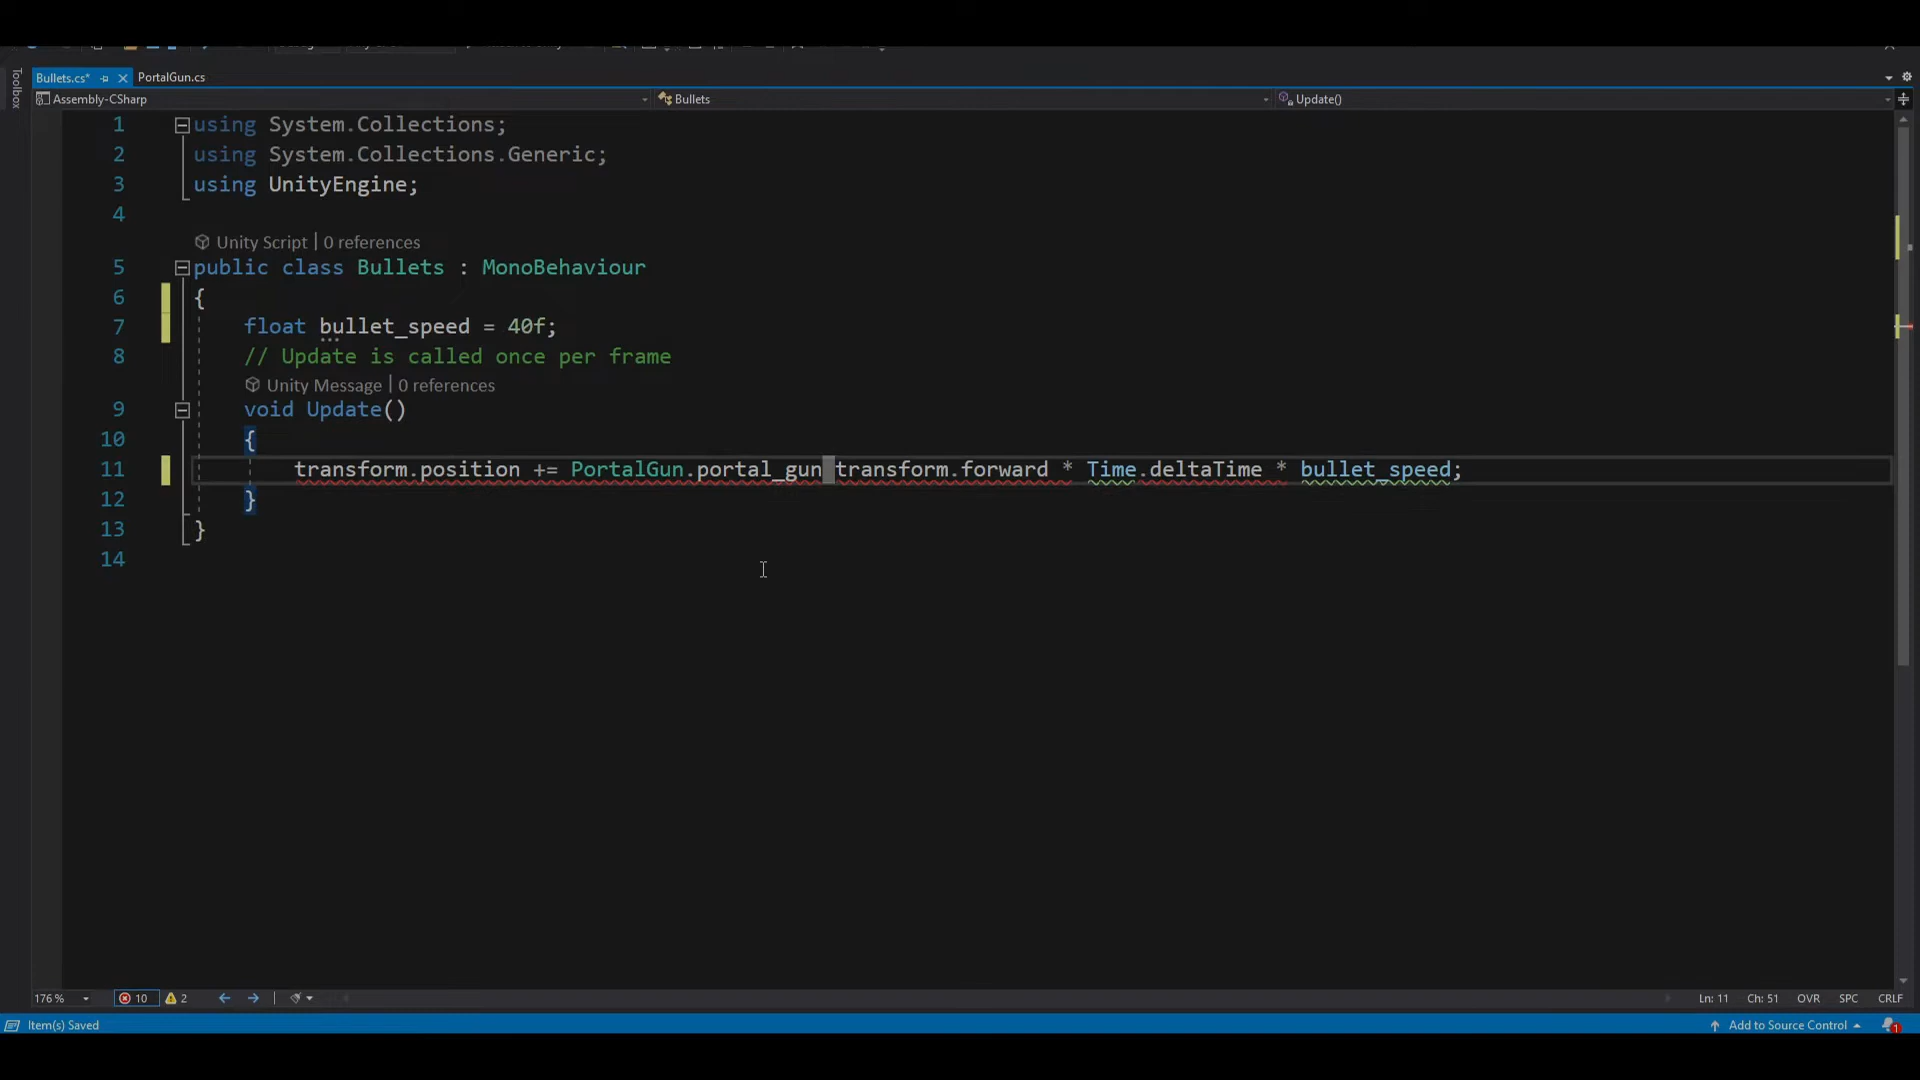 Toolbox
Bullets.cs* PortalGun.cs
Assembly-CSharp Bullets Update()
1 using System.Collections;
2 using System.Collections.Generic;
3 using UnityEngine;
4
Unity Script | 0 references
5 public class Bullets : MonoBehaviour
6 {
7 float bullet_speed = 40f;
8 // Update is called once per frame
Unity Message | 0 references
9 void Update()
10 {
11 transform.position += PortalGun.portal_gun transform.forward * Time.deltaTime * bullet_speed;
12 }
13 }
14
176 % 10 2 Ln: 11 Ch: 51 OVR SPC CRLF
Item(s) Saved Add to Source Control 1